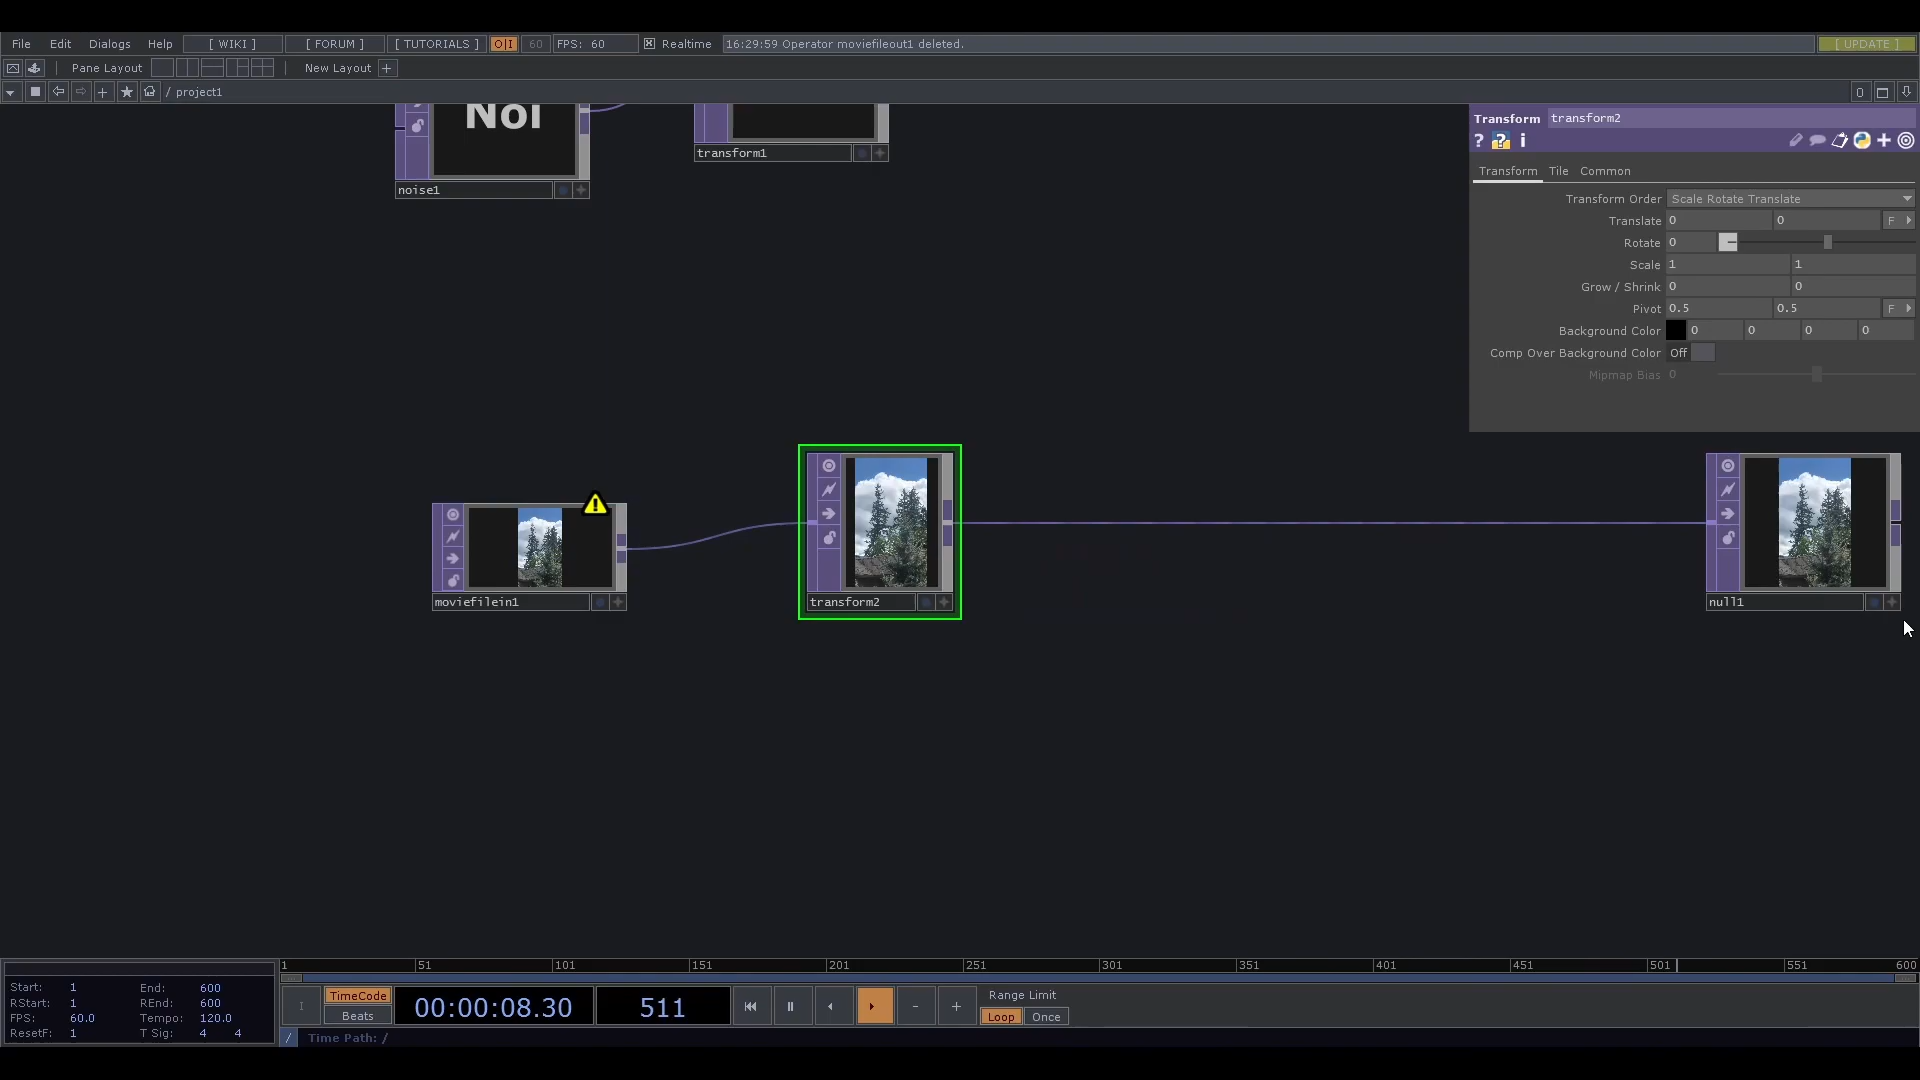 File Edit Dialogs Help [ WIKI ] [ FORUM ] [ TUTORIALS ] O|I 60 FPS: 60 Realtime 16:29:59 Operator moviefileout1 deleted. [ UPDATE ]
Pane Layout New Layout +
/ project1 0
Noi
noise1
transform1
Transform transform2
? ? i
Transform Tile Common
Transform Order Scale Rotate Translate
Translate 0 0 F
Rotate 0
Scale 1 1
Grow / Shrink 0 0
Pivot 0.5 0.5 F
Background Color 0 0 0 0
Comp Over Background Color Off
Mipmap Bias 0
moviefilein1
transform2
null1
1 51 101 151 201 251 301 351 401 451 501 551 600
Start: 1 End: 600
RStart: 1 REnd: 600
FPS: 60.0 Tempo: 120.0
ResetF: 1 T Sig: 4 4
I TimeCode Beats 00:00:08.30 511 - + Range Limit
Loop Once
/ Time Path: /